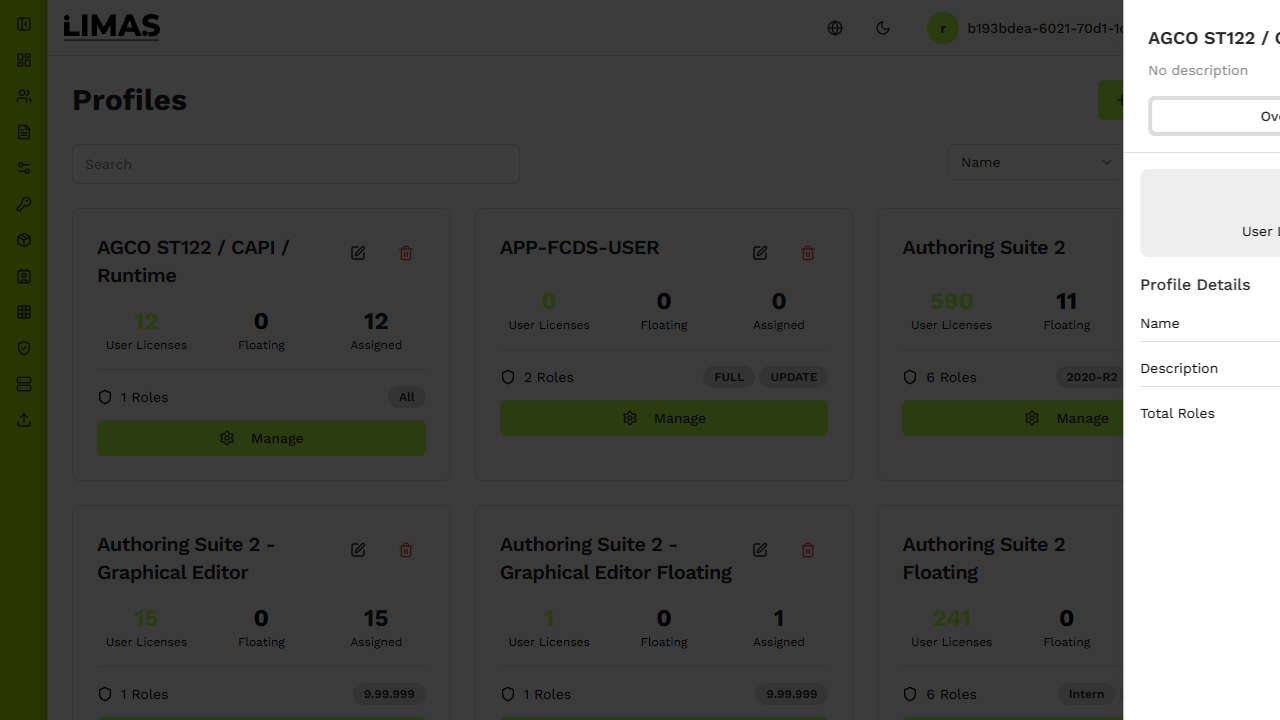 LIMAS
r b193bdea-6021-70d1-1
Profiles
Search
Name
AGCO ST122 / CAPI /
Runtime
12 0 12
User Licenses Floating Assigned
1 Roles All
Manage
APP-FCDS-USER
0 0 0
User Licenses Floating Assigned
2 Roles FULL UPDATE
Manage
Authoring Suite 2
590 11
User Licenses Floating
6 Roles 2020-R2
Manage
Authoring Suite 2 -
Graphical Editor
15 0 15
User Licenses Floating Assigned
1 Roles 9.99.999
Authoring Suite 2 -
Graphical Editor Floating
1 0 1
User Licenses Floating Assigned
1 Roles 9.99.999
Authoring Suite 2
Floating
241 0
User Licenses Floating
6 Roles Intern
AGCO ST122 /
No description
Ove
User L
Profile Details
Name
Description
Total Roles